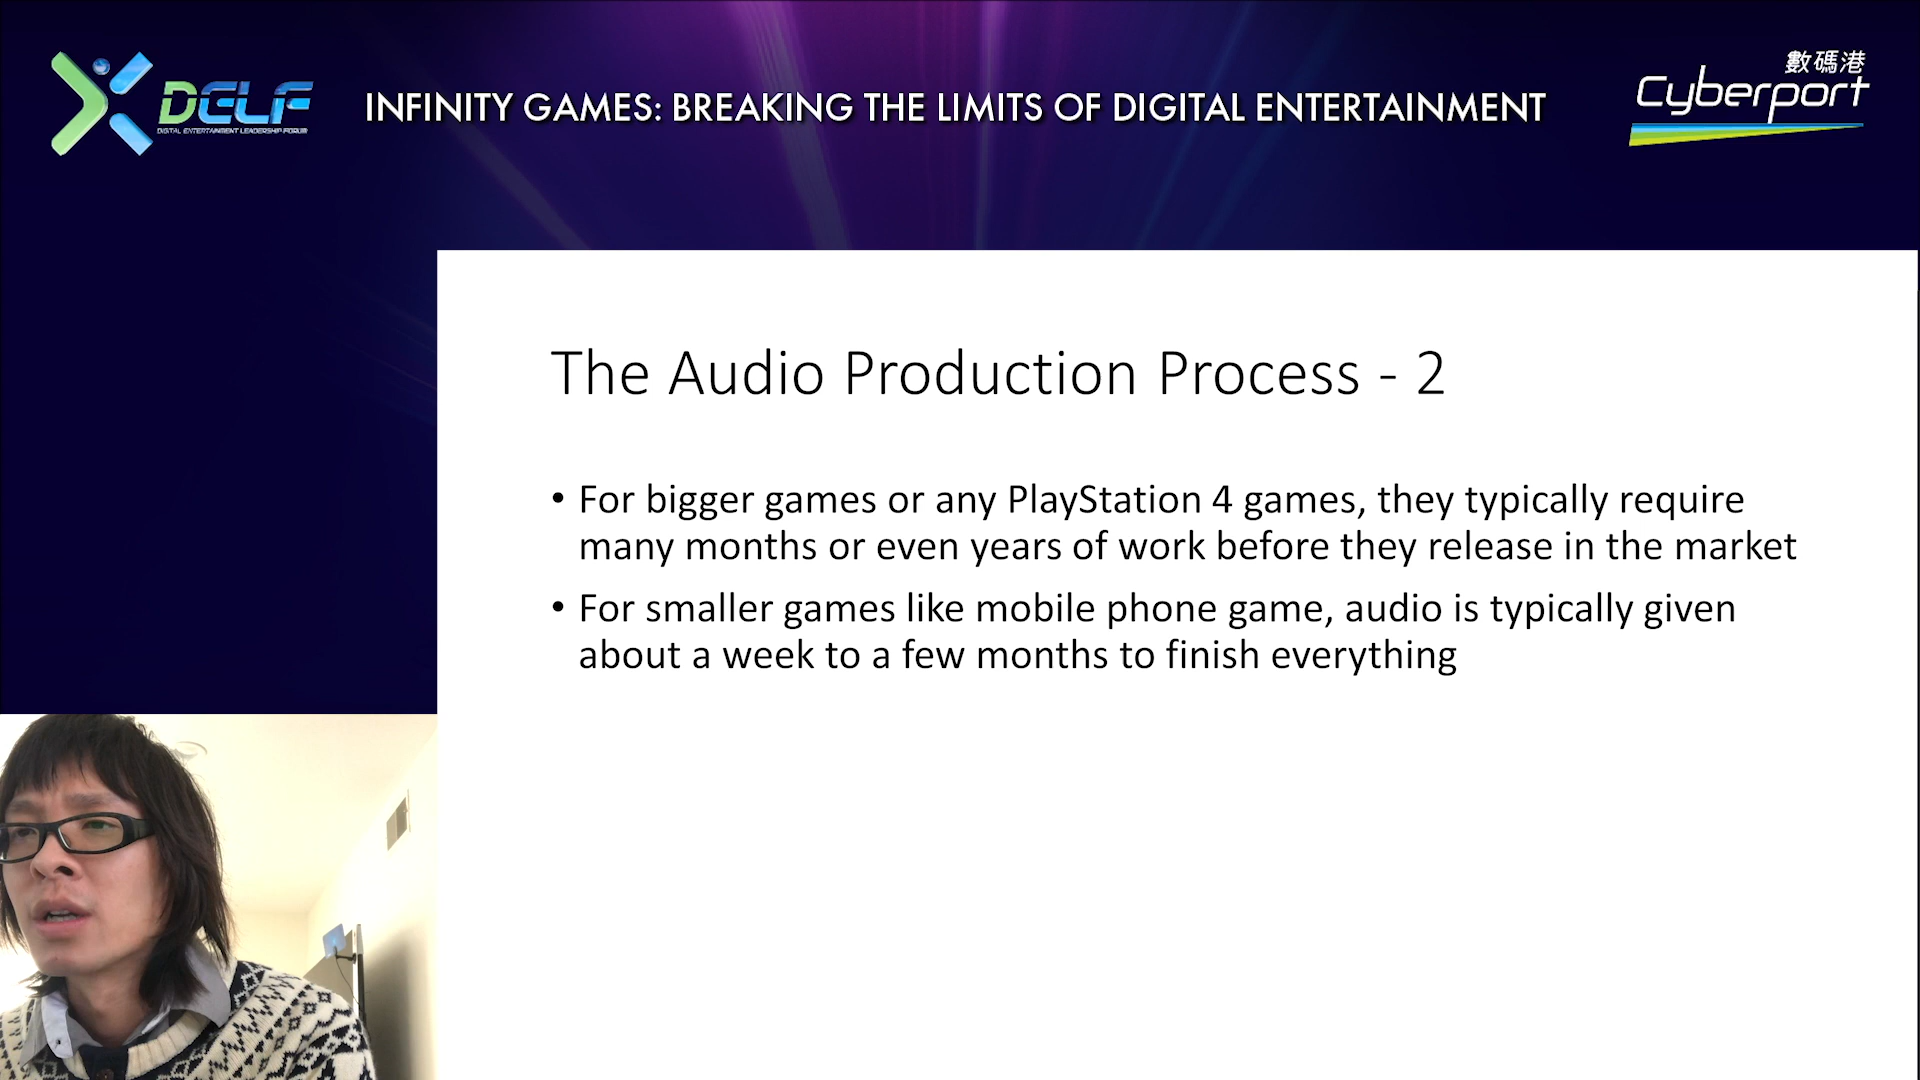 DELF
DIGITAL ENTERTAINMENT LEADERSHIP FORUM
INFINITY GAMES: BREAKING THE LIMITS OF DIGITAL ENTERTAINMENT
數碼港
Cyberport
The Audio Production Process - 2
• For bigger games or any PlayStation 4 games, they typically require
many months or even years of work before they release in the market
• For smaller games like mobile phone game, audio is typically given
about a week to a few months to finish everything